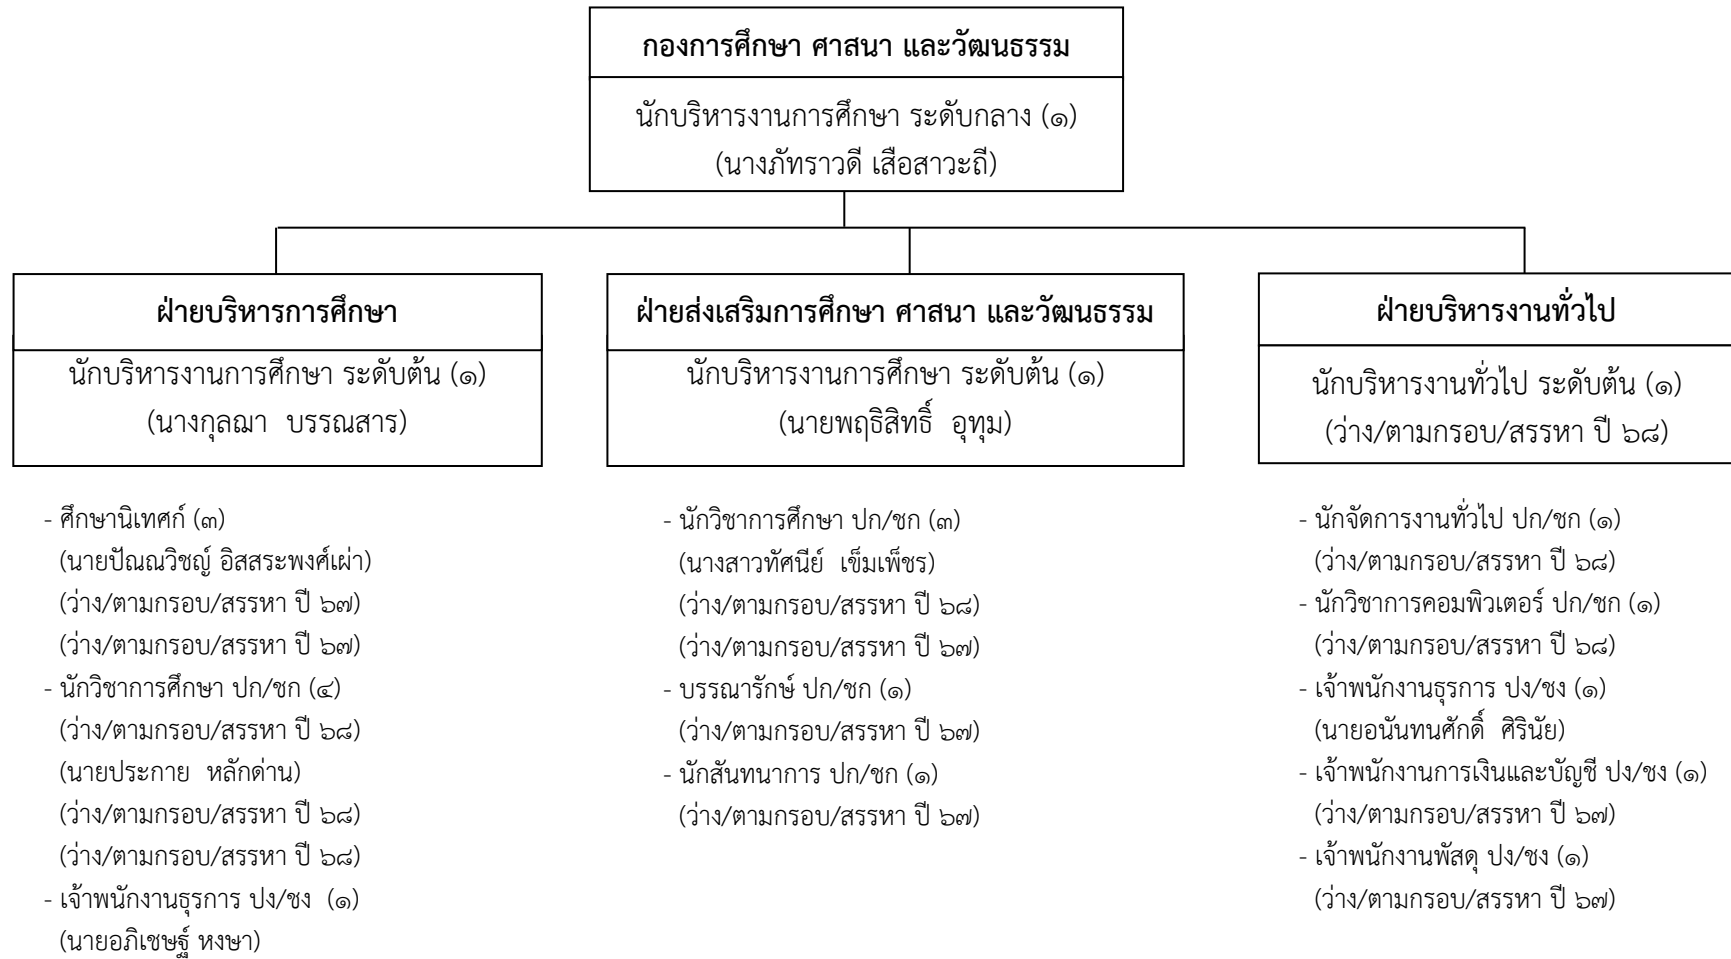 กองการศึกษา ศาสนา และวัฒนธรรม
นักบริหารงานการศึกษา ระดับกลาง (๑)
(นางภัทราวดี เสือสาวะถี)
ฝ่ายบริหารการศึกษา
นักบริหารงานการศึกษา ระดับต้น (๑)
(นางกุลฌา บรรณสาร)
- ศึกษานิเทศก์ (๓)
(นายปัณณวิชญ์ อิสสระพงศ์เผ่า)
(ว่าง/ตามกรอบ/สรรหา ปี ๖๗)
(ว่าง/ตามกรอบ/สรรหา ปี ๖๗)
- นักวิชาการศึกษา ปก/ชก (๔)
(ว่าง/ตามกรอบ/สรรหา ปี ๖๘)
(นายประกาย หลักด่าน)
(ว่าง/ตามกรอบ/สรรหา ปี ๖๘)
(ว่าง/ตามกรอบ/สรรหา ปี ๖๘)
- เจ้าพนักงานธุรการ ปง/ชง (๑)
(นายอภิเชษฐ์ หงษา)
ฝ่ายส่งเสริมการศึกษา ศาสนา และวัฒนธรรม
นักบริหารงานการศึกษา ระดับต้น (๑)
(นายพฤธิสิทธิ์ อุทุม)
- นักวิชาการศึกษา ปก/ชก (๓)
(นางสาวทัศนีย์ เข็มเพ็ชร)
(ว่าง/ตามกรอบ/สรรหา ปี ๖๘)
(ว่าง/ตามกรอบ/สรรหา ปี ๖๗)
- บรรณารักษ์ ปก/ชก (๑)
(ว่าง/ตามกรอบ/สรรหา ปี ๖๗)
- นักสันทนาการ ปก/ชก (๑)
(ว่าง/ตามกรอบ/สรรหา ปี ๖๗)
ฝ่ายบริหารงานทั่วไป
นักบริหารงานทั่วไป ระดับต้น (๑)
(ว่าง/ตามกรอบ/สรรหา ปี ๖๘)
- นักจัดการงานทั่วไป ปก/ชก (๑)
(ว่าง/ตามกรอบ/สรรหา ปี ๖๘)
- นักวิชาการคอมพิวเตอร์ ปก/ชก (๑)
(ว่าง/ตามกรอบ/สรรหา ปี ๖๘)
- เจ้าพนักงานธุรการ ปง/ชง (๑)
(นายอนันทนศักดิ์ ศิรินัย)
- เจ้าพนักงานการเงินและบัญชี ปง/ชง (๑)
(ว่าง/ตามกรอบ/สรรหา ปี ๖๗)
- เจ้าพนักงานพัสดุ ปง/ชง (๑)
(ว่าง/ตามกรอบ/สรรหา ปี ๖๗)